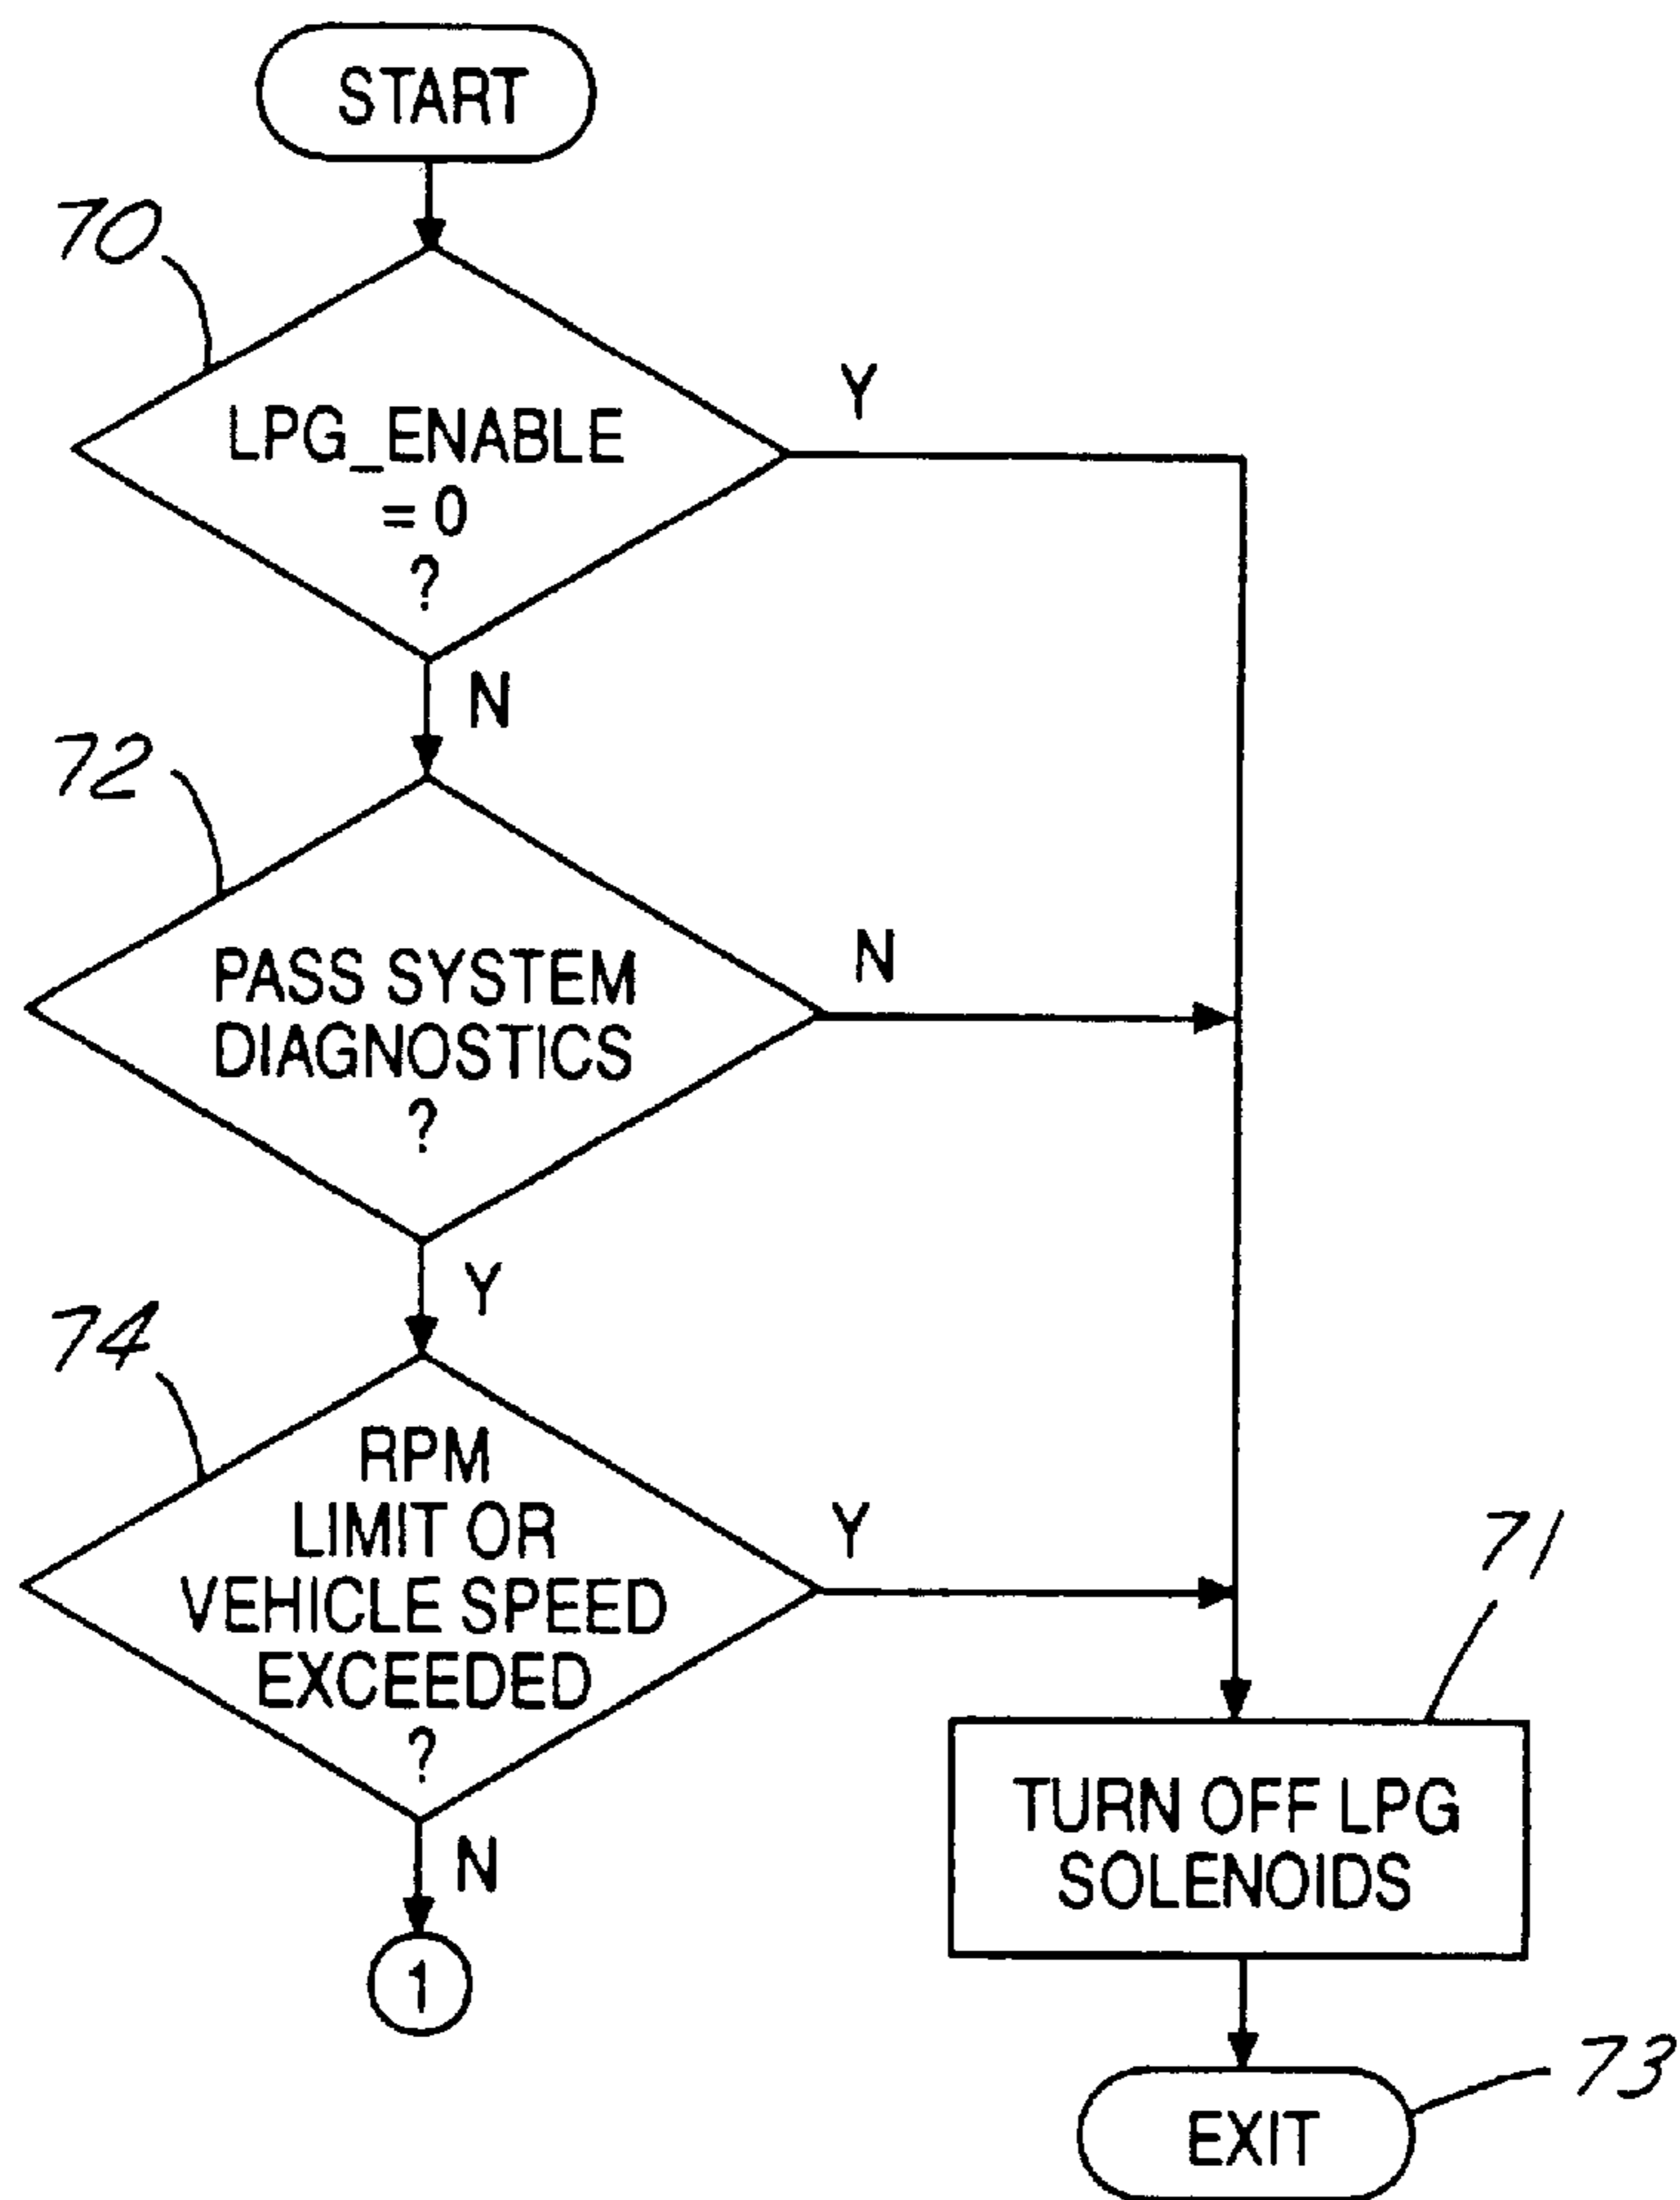 START
70
LPG_ENABLE
= 0
?
Y
N
72
PASS SYSTEM
DIAGNOSTICS
?
N
Y
74
RPM
LIMIT OR
VEHICLE SPEED
EXCEEDED
?
Y
N
1
71
TURN OFF LPG
SOLENOIDS
73
EXIT